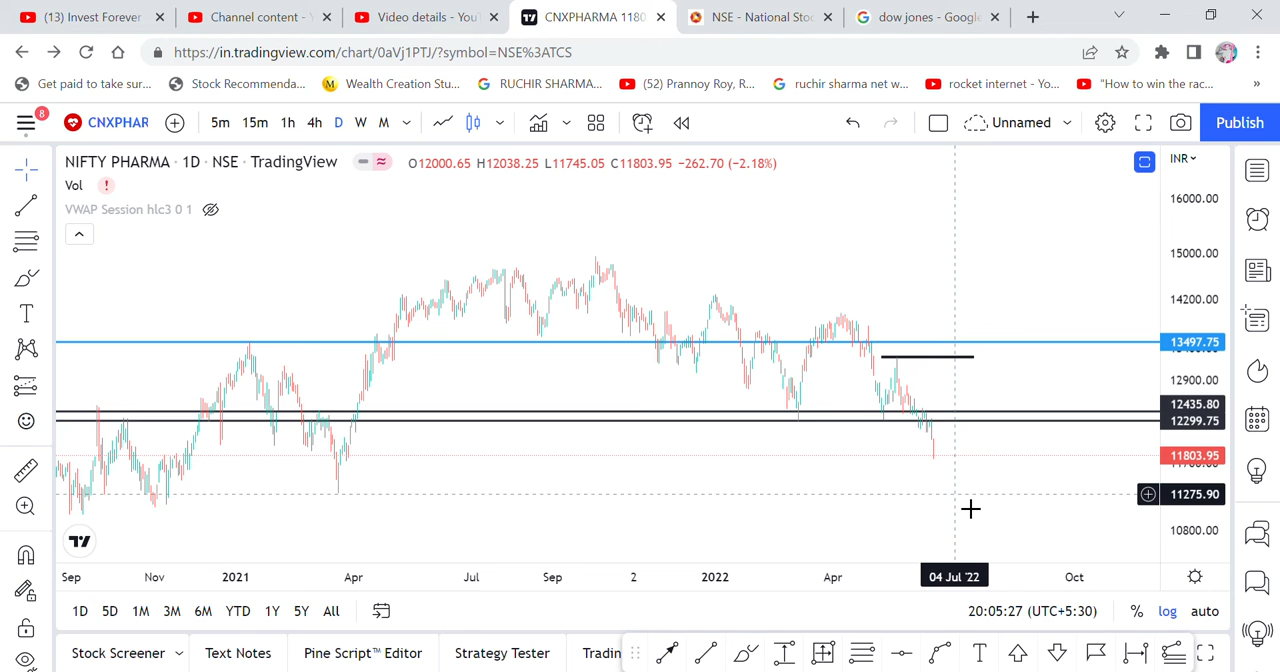 (13) Invest Forever
Channel content -
Video details - YouT
CNXPHARMA 1180
NSE - National Stoc
dow jones - Google
https://in.tradingview.com/chart/0aVj1PTJ/?symbol=NSE%3ATCS
Get paid to take sur...
Stock Recommenda...
M Wealth Creation Stu...
RUCHIR SHARMA...
(52) Prannoy Roy, R...
ruchir sharma net w...
rocket internet - Yo...
"How to win the rac...
»
8
CNXPHAR
5m 15m 1h 4h D W M
Unnamed
Publish
NIFTY PHARMA · 1D · NSE · TradingView
O12000.65 H12038.25 L11745.05 C11803.95 −262.70 (−2.18%)
INR
Vol !
VWAP Session hlc3 0 1
16000.00
15000.00
14200.00
13497.75
12900.00
12435.80
12299.75
11803.95
11275.90
10800.00
Sep Nov 2021 Apr Jul Sep 2 2022 Apr 04 Jul '22 Oct
1D 5D 1M 3M 6M YTD 1Y 5Y All
20:05:27 (UTC+5:30)
% log auto
Stock Screener
Text Notes
Pine Script™ Editor
Strategy Tester
Tradin